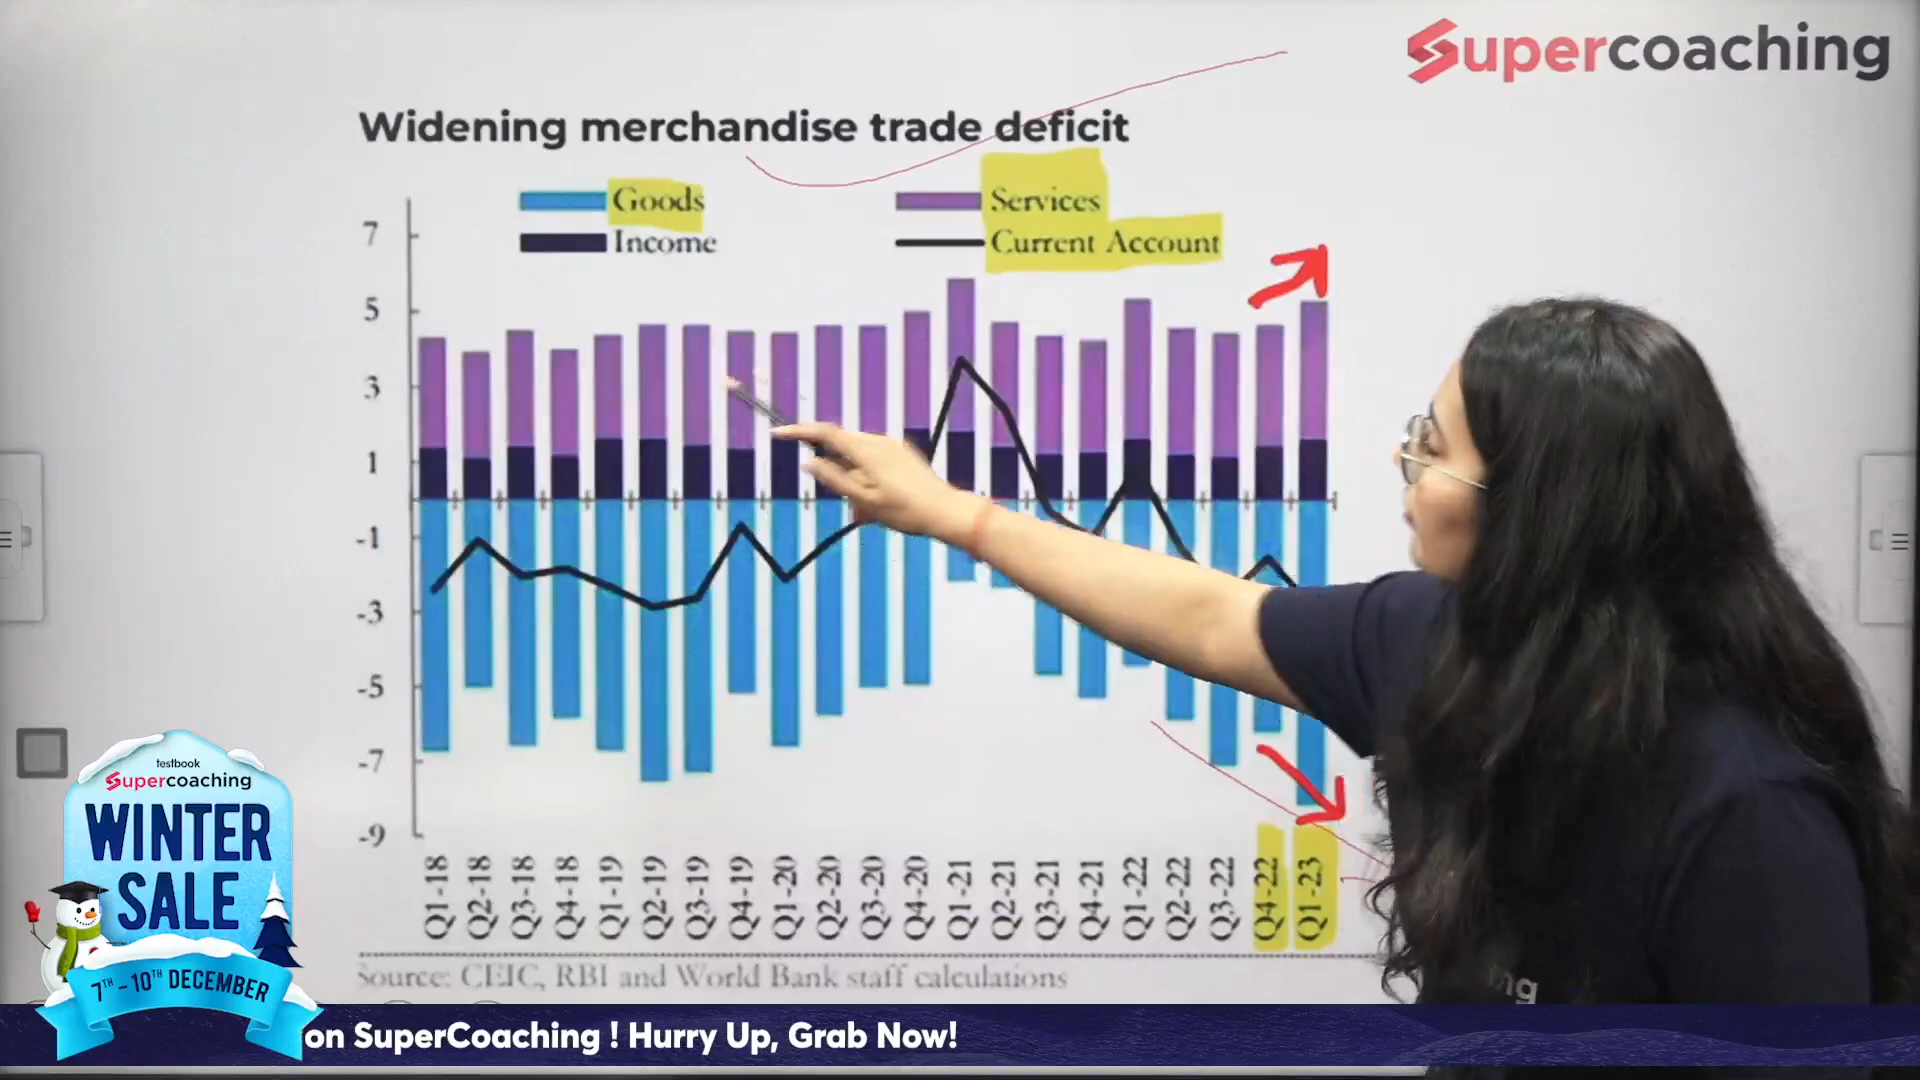 Supercoaching
Widening merchandise trade deficit
Goods
Services
Income
Current Account
7
5
3
1
-1
-3
-5
-7
-9
Q1-18
Q2-18
Q3-18
Q4-18
Q1-19
Q2-19
Q3-19
Q4-19
Q1-20
Q2-20
Q3-20
Q4-20
Q1-21
Q2-21
Q3-21
Q4-21
Q1-22
Q2-22
Q3-22
Q4-22
Q1-23
Source: CEIC, RBI and World Bank staff calculations
testbook
Supercoaching
WINTER
SALE
7TH - 10TH DECEMBER
on SuperCoaching ! Hurry Up, Grab Now!